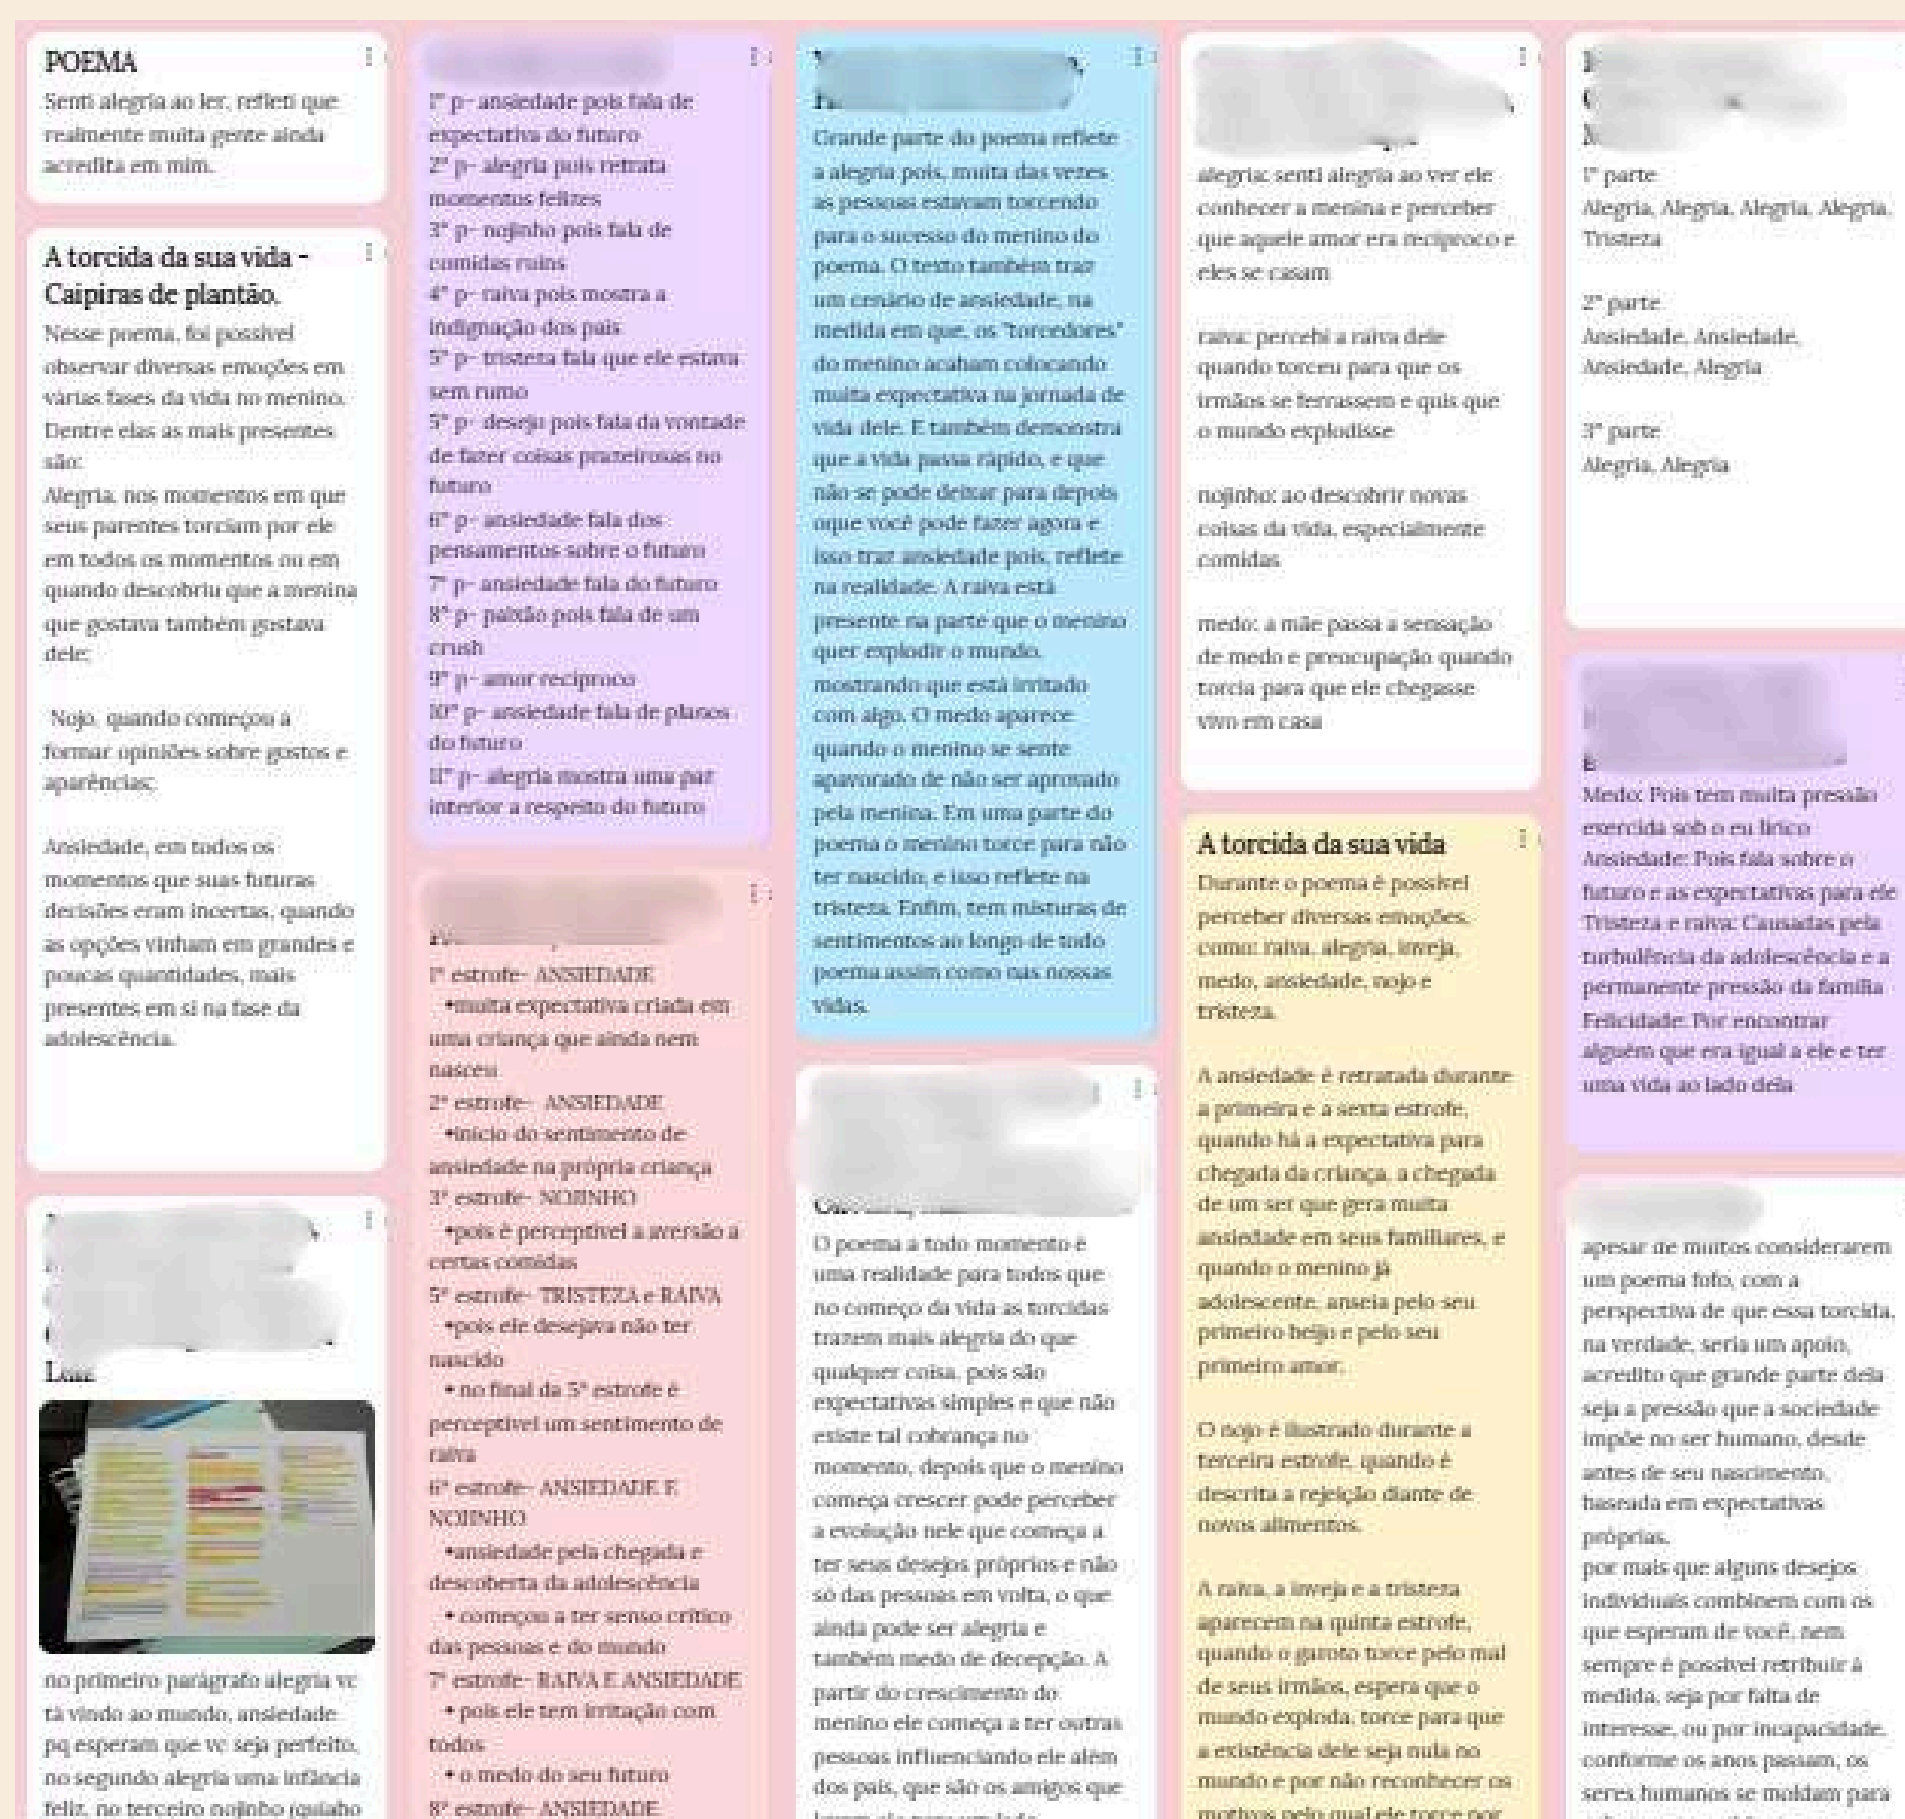 POEMA
Senti alegria ao ler, refleti que
realmente muita gente ainda
acredita em mim.
A torcida da sua vida -
Caipiras de plantão.
Nesse poema, foi possível
observar diversas emoções em
várias fases da vida no menino.
Dentre elas as mais presentes
são:
Alegria, nos momentos em que
seus parentes torciam por ele
em todos os momentos ou em
quando descobriu que a menina
que gostava também gostava
dele;
Nojo, quando começou a
formar opiniões sobre gostos e
aparências;
Ansiedade, em todos os
momentos que suas futuras
decisões eram incertas, quando
as opções vinham em grandes e
poucas quantidades, mais
presentes em si na fase da
adolescência.
no primeiro parágrafo alegria vc
tá vindo ao mundo, ansiedade
pq esperam que vc seja perfeito,
no segundo alegria uma infância
feliz, no terceiro nojinho (quiabo
1° p- ansiedade pois fala de
expectativa do futuro
2° p- alegria pois retrata
momentos felizes
3° p- nojinho pois fala de
comidas ruins
4° p- raiva pois mostra a
indignação dos pais
5° p- tristeza fala que ele estava
sem rumo
5° p- desejo pois fala da vontade
de fazer coisas prazeirosas no
futuro
6° p- ansiedade fala dos
pensamentos sobre o futuro
7° p- ansiedade fala do futuro
8° p- paixão pois fala de um
crush
9° p- amor recíproco
10° p- ansiedade fala de planos
do futuro
11° p- alegria mostra uma paz
interior a respeito do futuro
1° estrofe- ANSIEDADE
•muita expectativa criada em
uma criança que ainda nem
nasceu
2° estrofe- ANSIEDADE
•início do sentimento de
ansiedade na própria criança
3° estrofe- NOJINHO
•pois é perceptível a aversão a
certas comidas
5° estrofe- TRISTEZA e RAIVA
•pois ele desejava não ter
nascido
• no final da 5° estrofe é
perceptível um sentimento de
raiva
6° estrofe- ANSIEDADE E
NOJINHO
•ansiedade pela chegada e
descoberta da adolescência
• começou a ter senso crítico
das pessoas e do mundo
7° estrofe- RAIVA E ANSIEDADE
• pois ele tem irritação com
todos
• o medo do seu futuro
8° estrofe- ANSIEDADE
Grande parte do poema reflete
a alegria pois, muita das vezes
as pessoas estavam torcendo
para o sucesso do menino do
poema. O texto também traz
um cenário de ansiedade, na
medida em que, os "torcedores"
do menino acabam colocando
muita expectativa na jornada de
vida dele. E também demonstra
que a vida passa rápido, e que
não se pode deixar para depois
oque você pode fazer agora e
isso traz ansiedade pois, reflete
na realidade. A raiva está
presente na parte que o menino
quer explodir o mundo,
mostrando que está irritado
com algo. O medo aparece
quando o menino se sente
apavorado de não ser aprovado
pela menina. Em uma parte do
poema o menino torce para não
ter nascido, e isso reflete na
tristeza. Enfim, tem misturas de
sentimentos ao longo de todo
poema assim como nas nossas
vidas.
O poema a todo momento é
uma realidade para todos que
no começo da vida as torcidas
trazem mais alegria do que
qualquer coisa, pois são
expectativas simples e que não
existe tal cobrança no
momento, depois que o menino
começa crescer pode perceber
a evolução nele que começa a
ter seus desejos próprios e não
só das pessoas em volta, o que
ainda pode ser alegria e
também medo de decepção. A
partir do crescimento do
menino ele começa a ter outras
pessoas influenciando ele além
dos pais, que são os amigos que
alegria: senti alegria ao ver ele
conhecer a menina e perceber
que aquele amor era recíproco e
eles se casam
raiva: percebi a raiva dele
quando torceu para que os
irmãos se ferrassem e quis que
o mundo explodisse
nojinho: ao descobrir novas
coisas da vida, especialmente
comidas
medo: a mãe passa a sensação
de medo e preocupação quando
torcia para que ele chegasse
vivo em casa
A torcida da sua vida
Durante o poema é possível
perceber diversas emoções,
como: raiva, alegria, inveja,
medo, ansiedade, nojo e
tristeza.
A ansiedade é retratada durante
a primeira e a sexta estrofe,
quando há a expectativa para
chegada da criança, a chegada
de um ser que gera muita
ansiedade em seus familiares, e
quando o menino já
adolescente, anseia pelo seu
primeiro beijo e pelo seu
primeiro amor.
O nojo é ilustrado durante a
terceira estrofe, quando é
descrita a rejeição diante de
novos alimentos.
A raiva, a inveja e a tristeza
aparecem na quinta estrofe,
quando o garoto torce pelo mal
de seus irmãos, espera que o
mundo exploda, torce para que
a existência dele seja nula no
mundo e por não reconhecer os
motivos pelo qual ele torce por
1° parte
Alegria, Alegria, Alegria, Alegria,
Tristeza
2° parte
Ansiedade, Ansiedade,
Ansiedade, Alegria
3° parte
Alegria, Alegria
Medo: Pois tem muita pressão
exercida sob o eu lírico
Ansiedade: Pois fala sobre o
futuro e as expectativas para ele
Tristeza e raiva: Causadas pela
turbulência da adolescência e a
permanente pressão da família
Felicidade: Por encontrar
alguém que era igual a ele e ter
uma vida ao lado dela
apesar de muitos considerarem
um poema fofo, com a
perspectiva de que essa torcida,
na verdade, seria um apoio,
acredito que grande parte dela
seja a pressão que a sociedade
impõe no ser humano, desde
antes de seu nascimento,
baseada em expectativas
próprias.
por mais que alguns desejos
individuais combinem com os
que esperam de você, nem
sempre é possível retribuir à
medida, seja por falta de
interesse, ou por incapacidade.
conforme os anos passam, os
seres humanos se moldam para